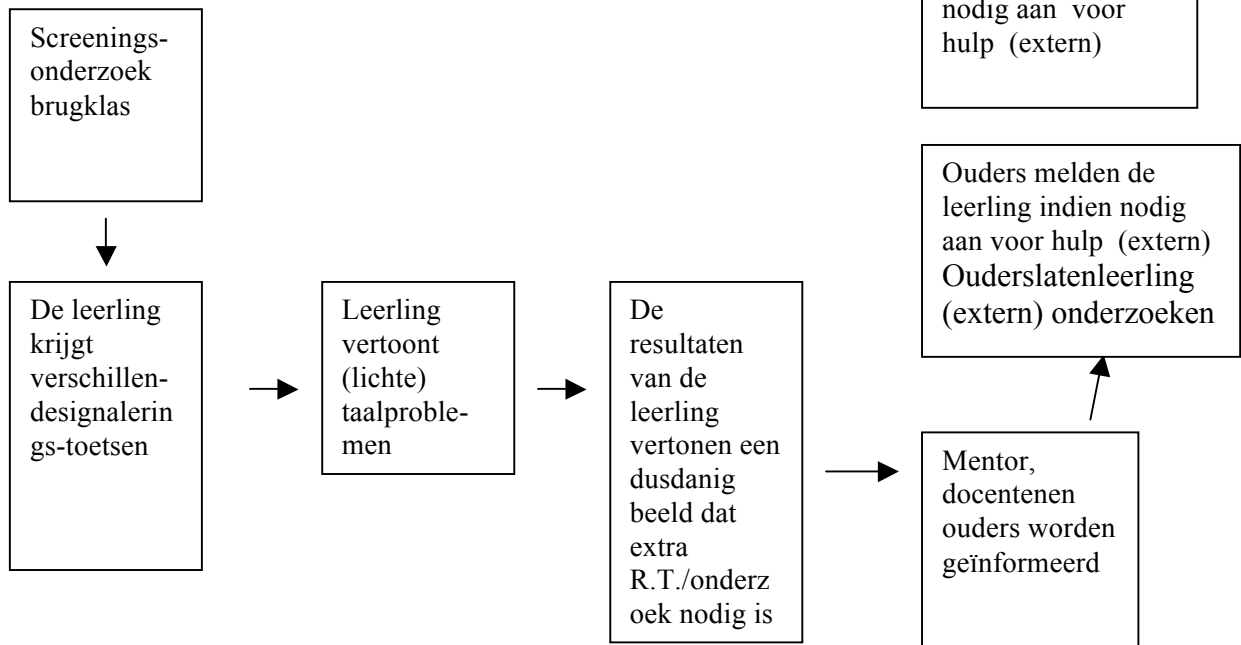 Screenings-
onderzoek
brugklas
De leerling
krijgt
verschillen-
designalerin
gs-toetsen
Leerling
vertoont
(lichte)
taalproble-
men
De
resultaten
van de
leerling
vertonen een
dusdanig
beeld dat
extra
R.T./onderz
oek nodig is
Mentor,
docentenen
ouders worden
geïnformeerd
Ouders melden de
leerling indien nodig
aan voor hulp (extern)
Ouderslatenleerling
(extern) onderzoeken
nodig aan voor
hulp (extern)